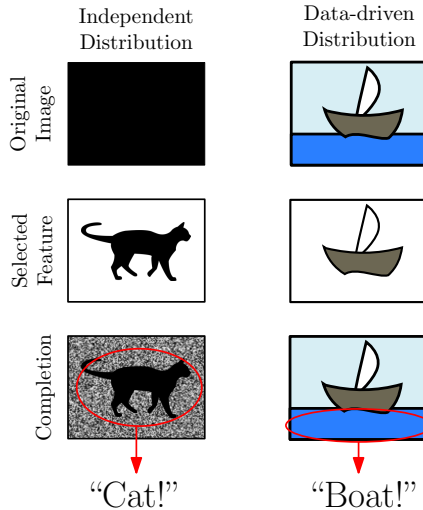 Independent
Distribution
Data-driven
Distribution
Original
Image
Selected
Feature
Completion
“Cat!”
“Boat!”